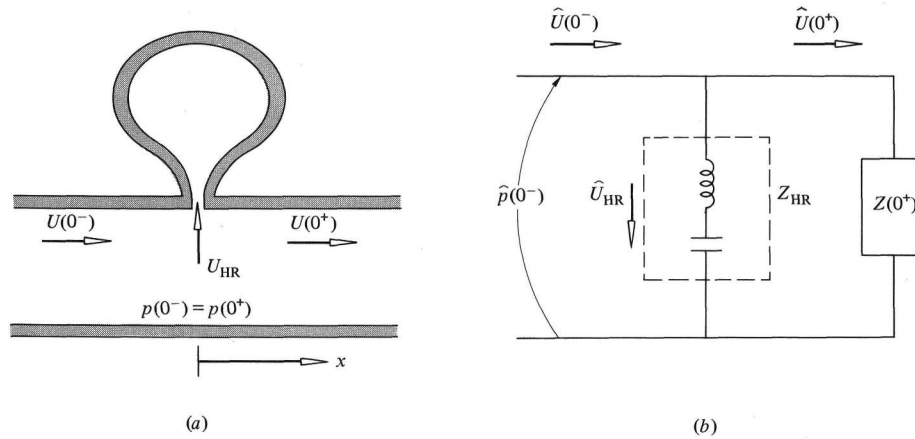 U(0⁻)
U(0⁺)
U_HR
p(0⁻) = p(0⁺)
x
(a)
Û(0⁻)
Û(0⁺)
p̂(0⁻)
Û_HR
Z_HR
Z(0⁺)
(b)